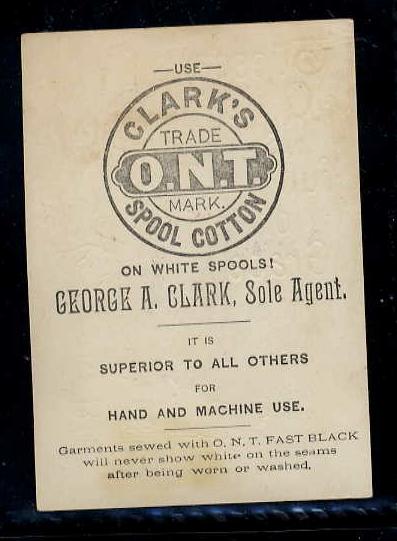 —USE—
CLARK'S
TRADE
O.N.T.
MARK.
SPOOL COTTON
ON WHITE SPOOLS!
GEORGE A. CLARK, Sole Agent.
IT IS
SUPERIOR TO ALL OTHERS
FOR
HAND AND MACHINE USE.
Garments sewed with O. N. T. FAST BLACK
will never show white on the seams
after being worn or washed.